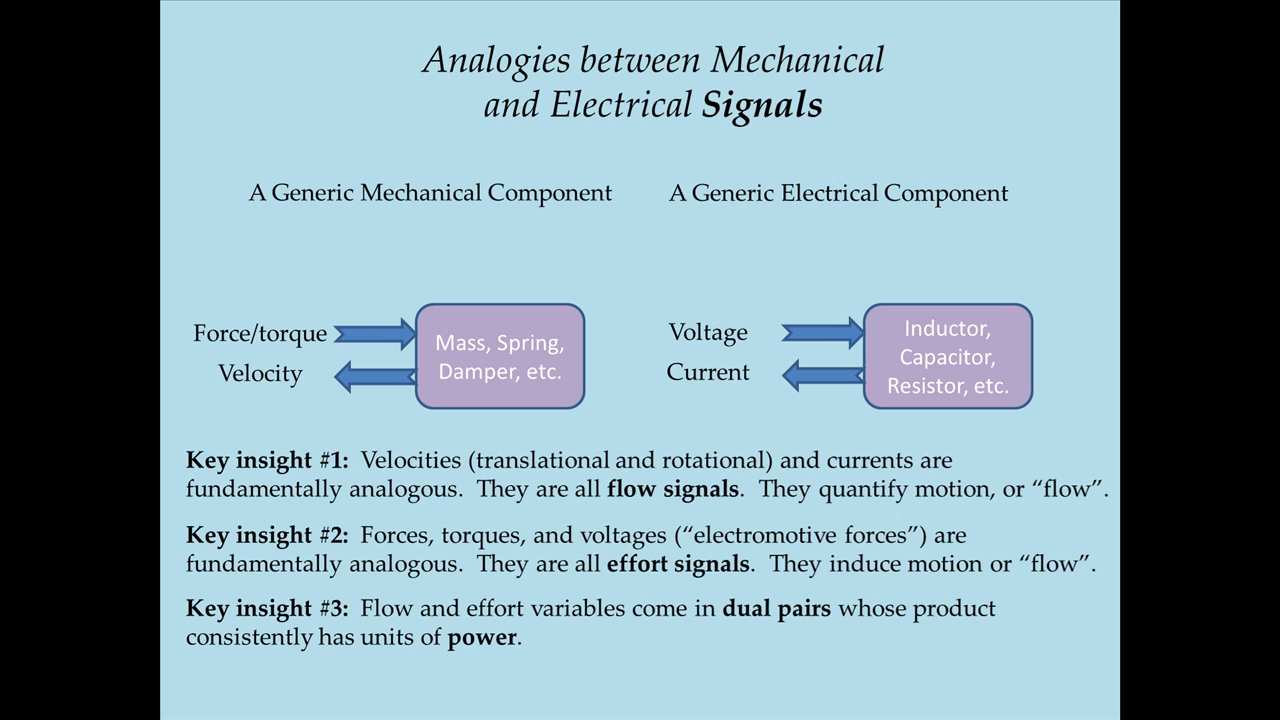 Analogies between Mechanical
and Electrical Signals
A Generic Mechanical Component
A Generic Electrical Component
Force/torque
Velocity
Mass, Spring,
Damper, etc.
Voltage
Current
Inductor,
Capacitor,
Resistor, etc.
Key insight #1: Velocities (translational and rotational) and currents are
fundamentally analogous. They are all flow signals. They quantify motion, or “flow”.
Key insight #2: Forces, torques, and voltages (“electromotive forces”) are
fundamentally analogous. They are all effort signals. They induce motion or “flow”.
Key insight #3: Flow and effort variables come in dual pairs whose product
consistently has units of power.